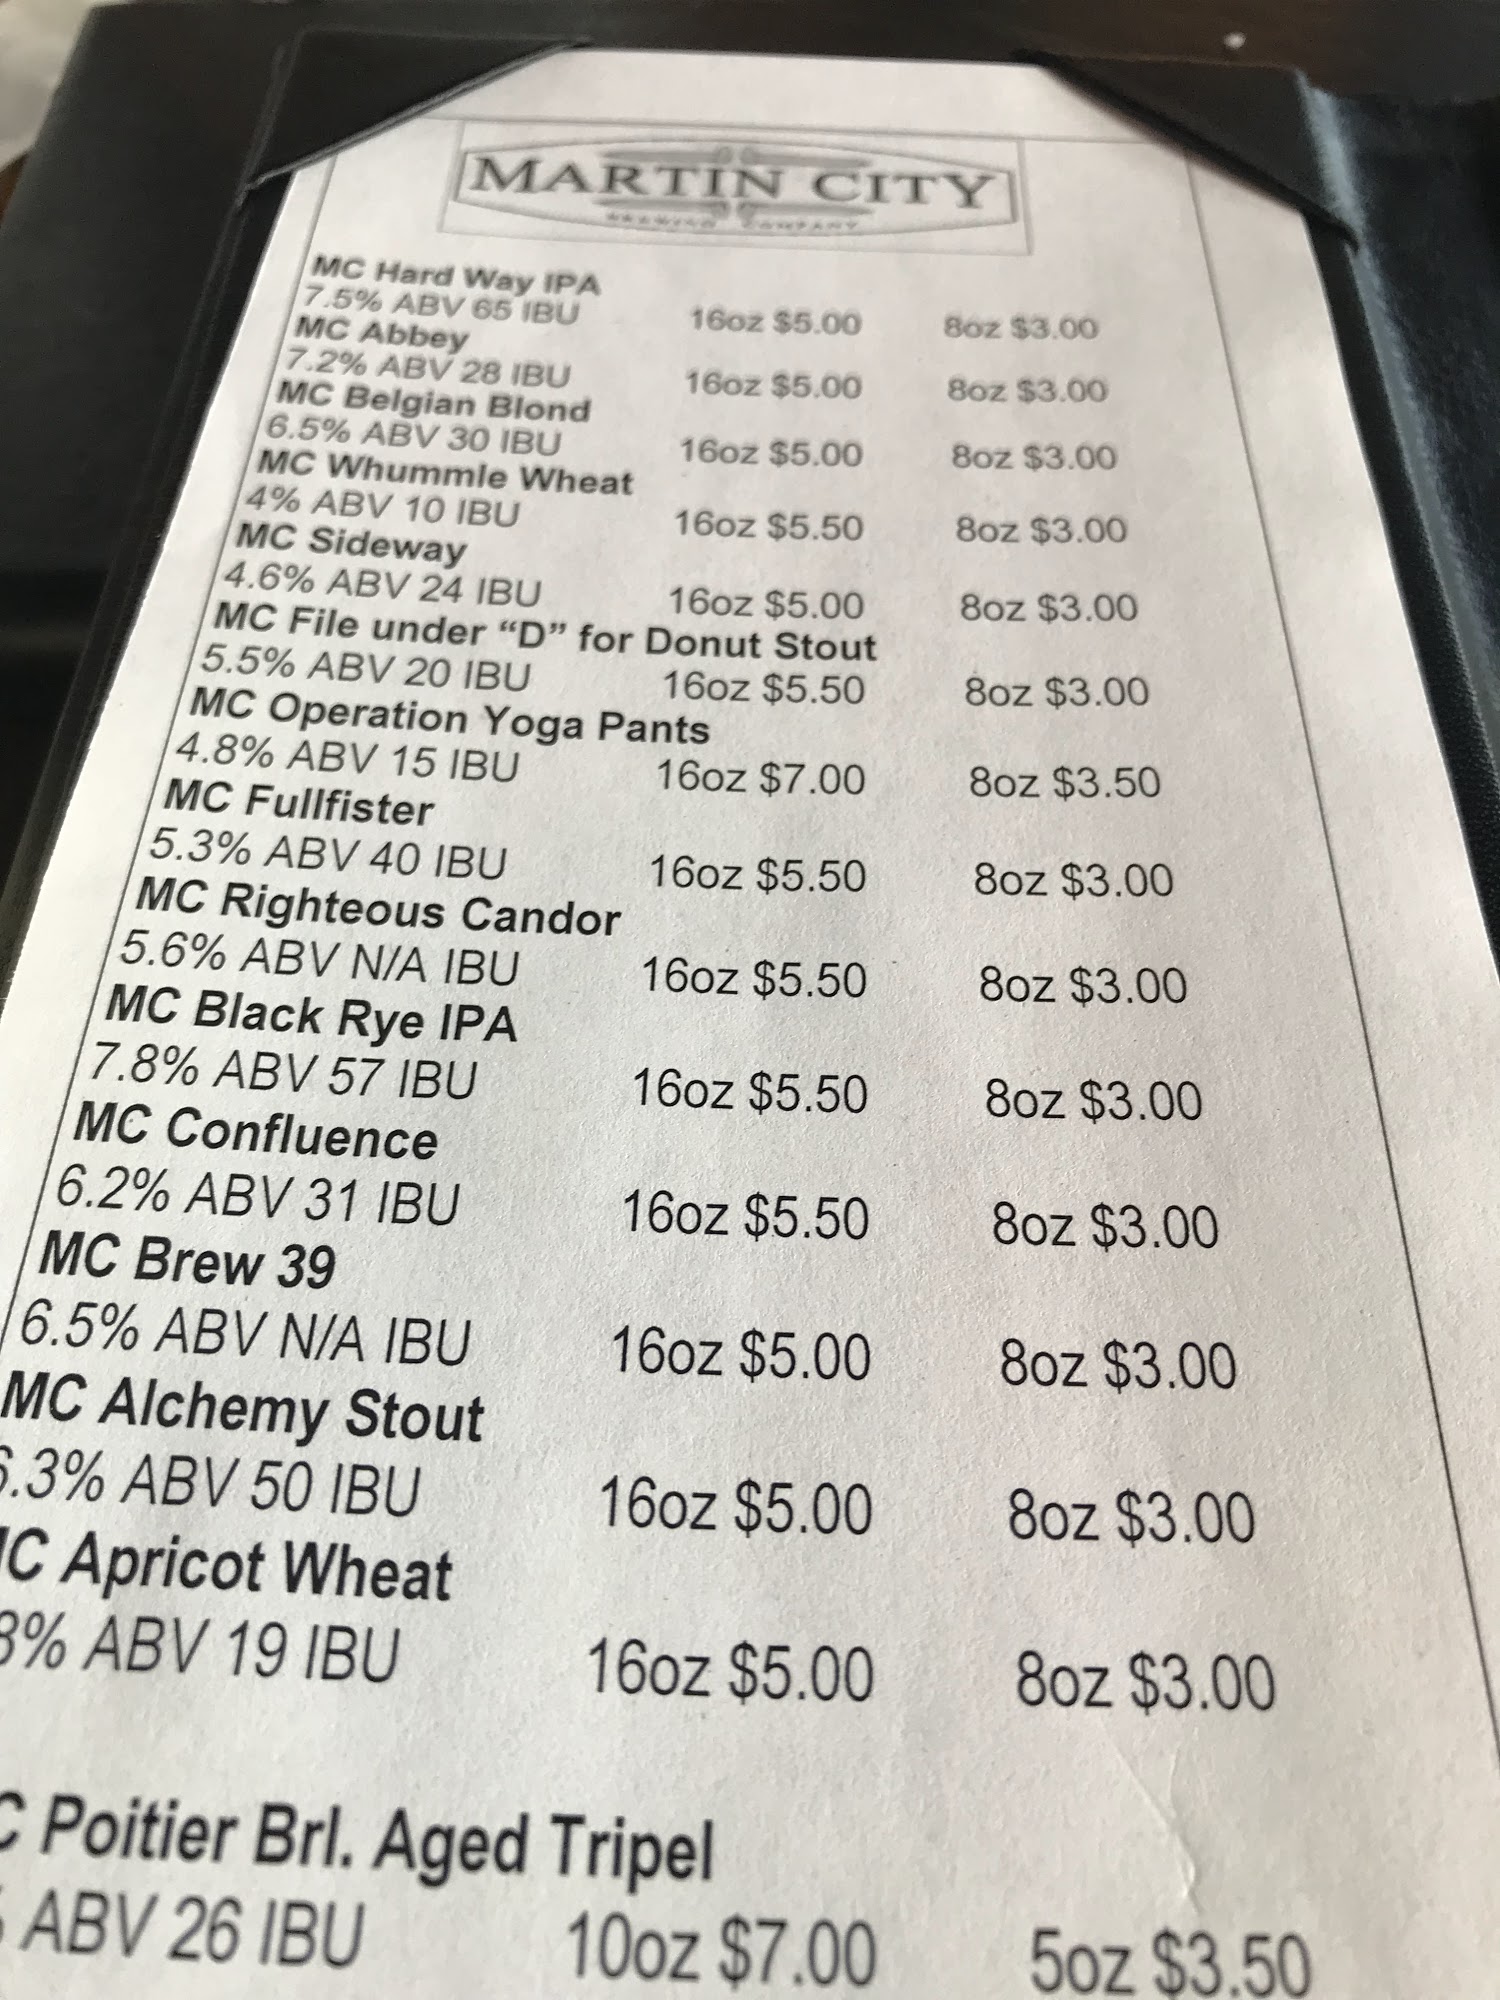 MARTIN CITY
BREWING COMPANY
MC Hard Way IPA
7.5% ABV 65 IBU 16oz $5.00 8oz $3.00
MC Abbey
7.2% ABV 28 IBU 16oz $5.00 8oz $3.00
MC Belgian Blond
6.5% ABV 30 IBU 16oz $5.00 8oz $3.00
MC Whummle Wheat
4% ABV 10 IBU 16oz $5.50 8oz $3.00
MC Sideway
4.6% ABV 24 IBU 16oz $5.00 8oz $3.00
MC File under “D” for Donut Stout
5.5% ABV 20 IBU 16oz $5.50 8oz $3.00
MC Operation Yoga Pants
4.8% ABV 15 IBU 16oz $7.00 8oz $3.50
MC Fullfister
5.3% ABV 40 IBU 16oz $5.50 8oz $3.00
MC Righteous Candor
5.6% ABV N/A IBU 16oz $5.50 8oz $3.00
MC Black Rye IPA
7.8% ABV 57 IBU 16oz $5.50 8oz $3.00
MC Confluence
6.2% ABV 31 IBU 16oz $5.50 8oz $3.00
MC Brew 39
6.5% ABV N/A IBU 16oz $5.00 8oz $3.00
MC Alchemy Stout
ABV 50 IBU 16oz $5.00 8oz $3.00
Apricot Wheat
ABV 19 IBU 16oz $5.00 8oz $3.00
Poitier Brl. Aged Tripel
ABV 26 IBU 10oz $7.00 5oz $3.50